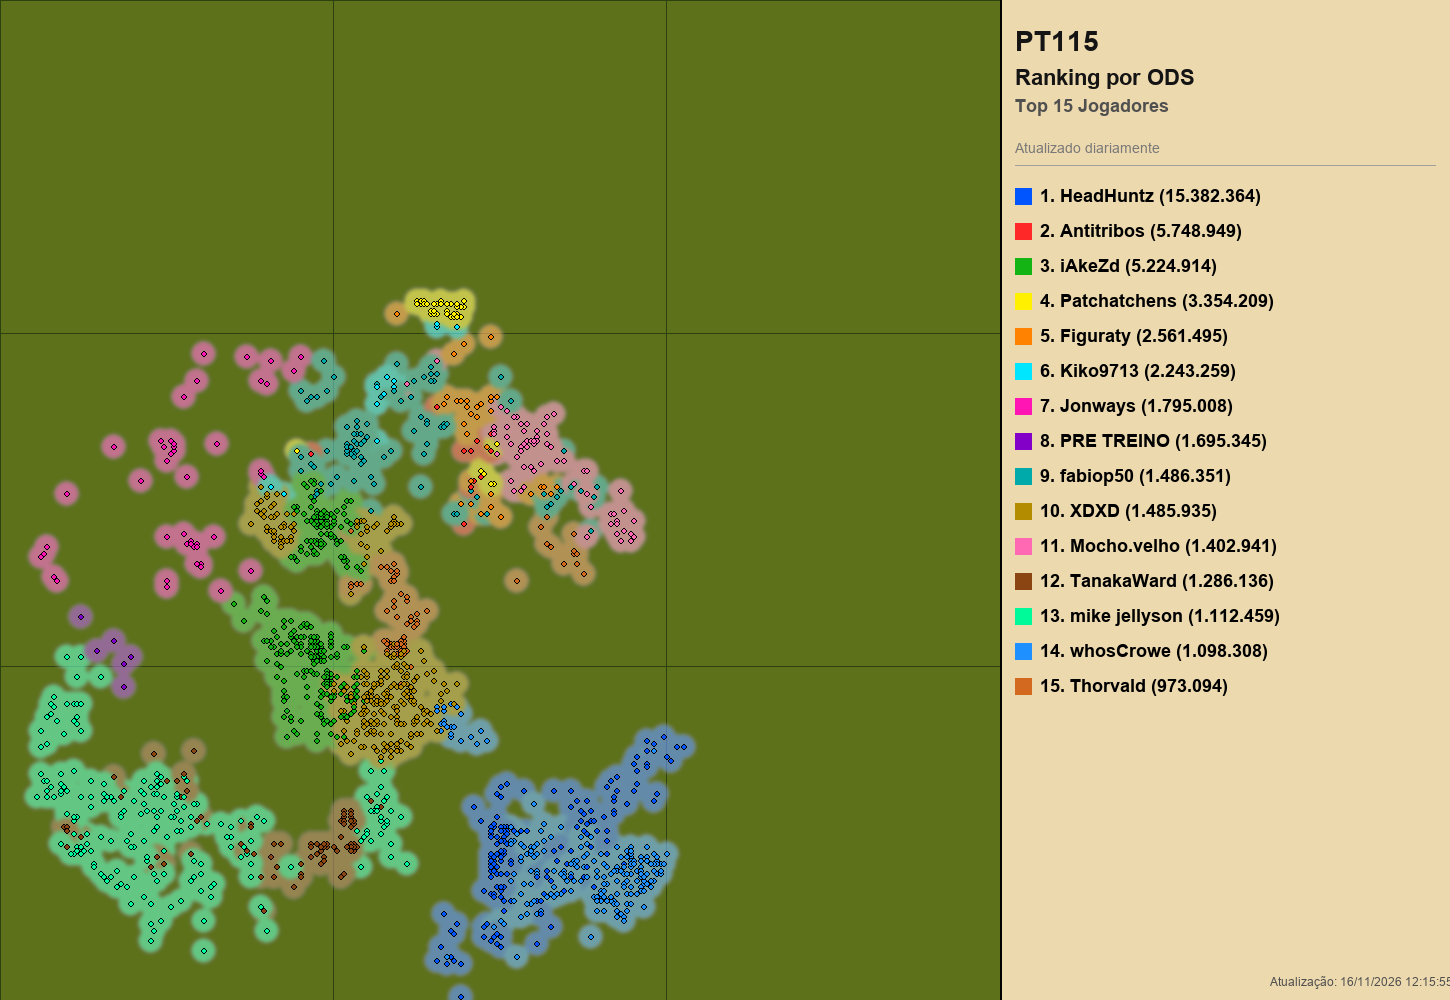 PT115
Ranking por ODS
Top 15 Jogadores
Atualizado diariamente
1. HeadHuntz (15.382.364)
2. Antitribos (5.748.949)
3. iAkeZd (5.224.914)
4. Patchatchens (3.354.209)
5. Figuraty (2.561.495)
6. Kiko9713 (2.243.259)
7. Jonways (1.795.008)
8. PRE TREINO (1.695.345)
9. fabiop50 (1.486.351)
10. XDXD (1.485.935)
11. Mocho.velho (1.402.941)
12. TanakaWard (1.286.136)
13. mike jellyson (1.112.459)
14. whosCrowe (1.098.308)
15. Thorvald (973.094)
Atualização: 16/11/2026 12:15:55